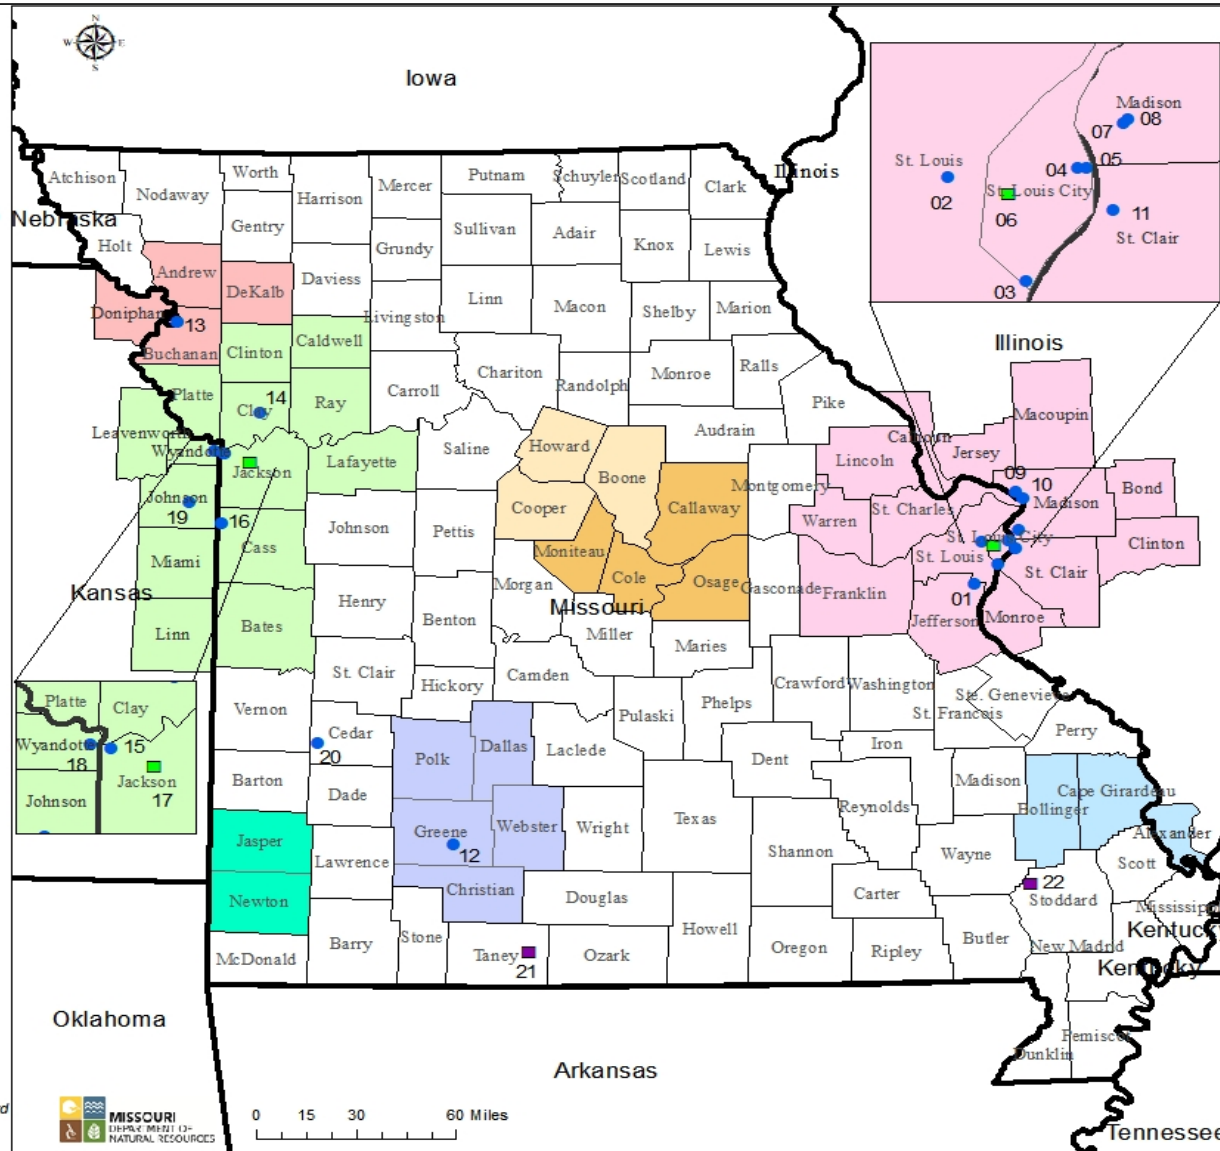 N
W E
S
Iowa
Illinois
Nebraska
Atchison
Nodaway
Worth
Harrison
Mercer
Putnam
Schuyler
Scotland
Clark
Holt
Gentry
Grundy
Sullivan
Adair
Knox
Lewis
Andrew
DeKalb
Daviess
Linn
Macon
Shelby
Marion
Doniphan
13
Buchanan
Clinton
Caldwell
Livingston
Chariton
Randolph
Monroe
Ralls
Platte
Clay
14
Ray
Carroll
Audrain
Pike
Leavenworth
Wyandotte
Jackson
Lafayette
Saline
Howard
Boone
Callaway
Montgomery
Lincoln
Calhoun
Jersey
Macoupin
Illinois
Johnson
19
16
Cass
Johnson
Pettis
Cooper
Moniteau
Cole
Osage
Gasconade
Warren
St. Charles
09
10
Madison
Bond
Clinton
St. Louis City
St. Louis
St. Clair
Kansas
Miami
Linn
Bates
Henry
Benton
Morgan
Missouri
Miller
Maries
Franklin
01
Jefferson
Monroe
St. Clair
Hickory
Camden
Pulaski
Phelps
Crawford
Washington
Ste. Genevieve
St. Francois
Perry
Vernon
Cedar
20
Polk
Dallas
Laclede
Dent
Iron
Reynolds
Madison
Bollinger
Cape Girardeau
Alexander
Barton
Dade
Greene
12
Webster
Wright
Texas
Shannon
Wayne
Scott
Jasper
Lawrence
Christian
Douglas
Carter
22
Stoddard
Mississippi
Newton
Barry
Stone
Taney
21
Ozark
Howell
Oregon
Ripley
Butler
New Madrid
Kentucky
Kentucky
McDonald
Oklahoma
Arkansas
Dunklin
Pemiscot
Tennessee
Madison
07
08
St. Louis
02
04
05
St. Louis City
06
11
St. Clair
03
Platte
Clay
Wyandotte
18
15
Jackson
17
Johnson
MISSOURI
DEPARTMENT OF
NATURAL RESOURCES
0 15 30 60 Miles